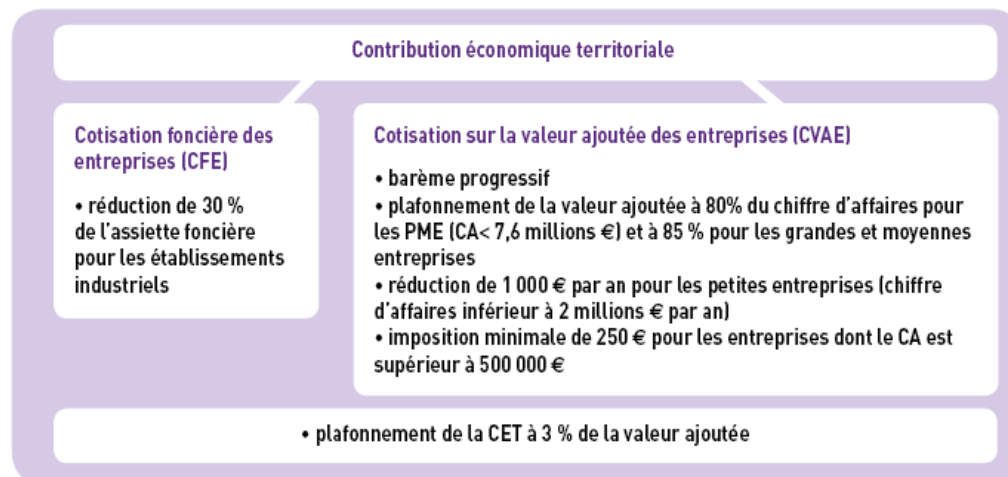 Contribution économique territoriale
Cotisation foncière des
entreprises (CFE)
• réduction de 30 %
de l'assiette foncière
pour les établissements
industriels
Cotisation sur la valeur ajoutée des entreprises (CVAE)
• barème progressif
• plafonnement de la valeur ajoutée à 80% du chiffre d'affaires pour
les PME (CA< 7,6 millions €) et à 85 % pour les grandes et moyennes
entreprises
• réduction de 1 000 € par an pour les petites entreprises (chiffre
d'affaires inférieur à 2 millions € par an)
• imposition minimale de 250 € pour les entreprises dont le CA est
supérieur à 500 000 €
• plafonnement de la CET à 3 % de la valeur ajoutée